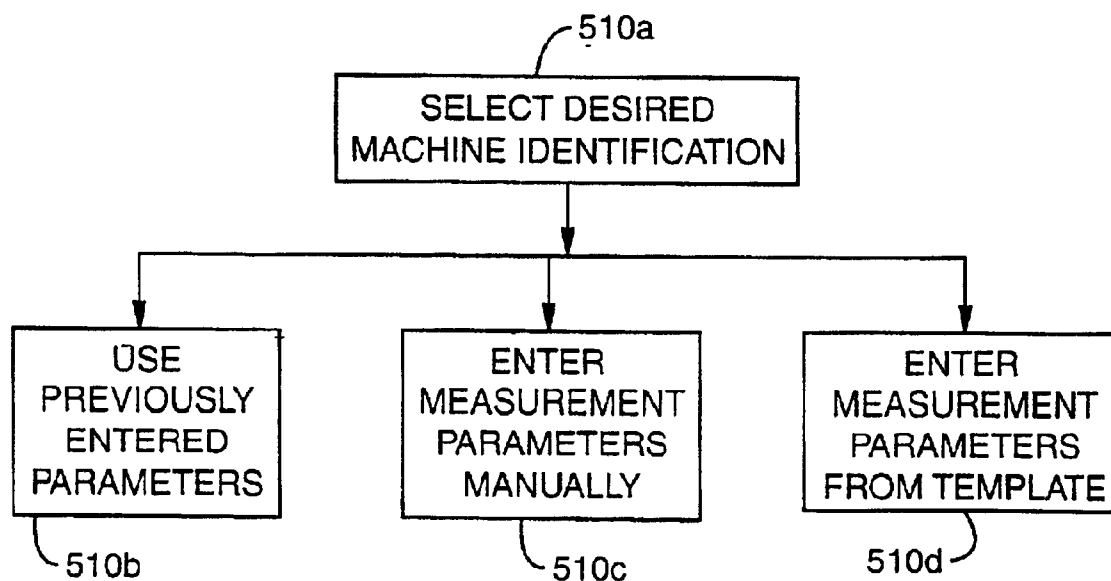 510a
SELECT DESIRED
MACHINE IDENTIFICATION
USE
PREVIOUSLY
ENTERED
PARAMETERS
ENTER
MEASUREMENT
PARAMETERS
MANUALLY
ENTER
MEASUREMENT
PARAMETERS
FROM TEMPLATE
510b
510c
510d